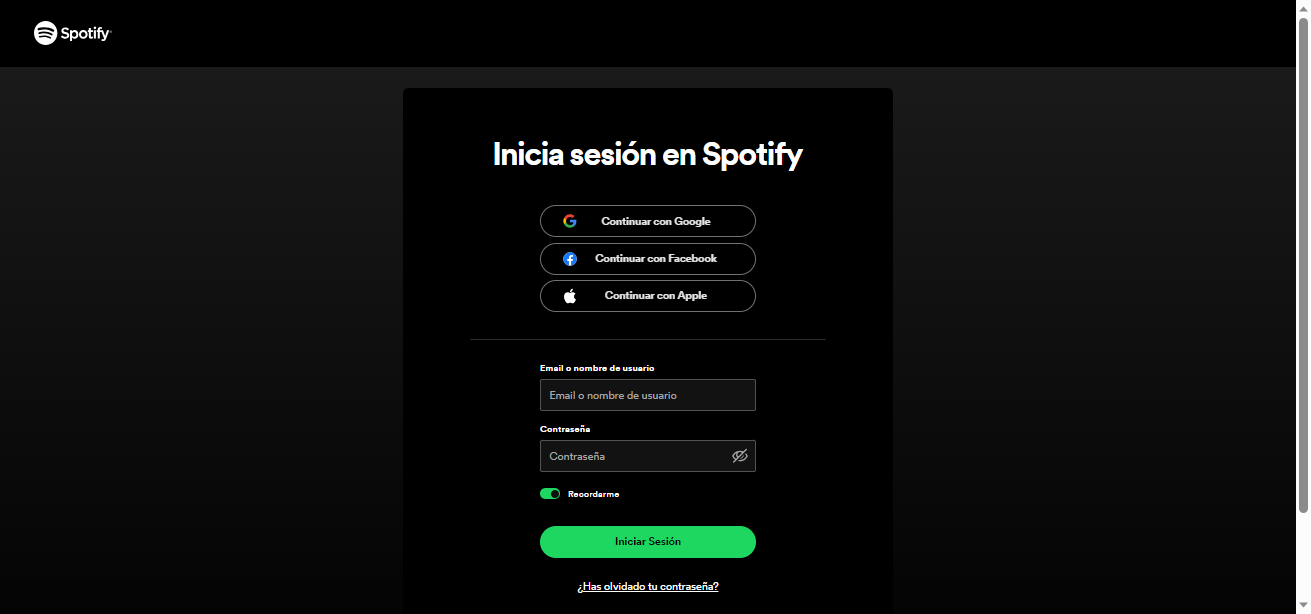 Spotify
Inicia sesión en Spotify
Continuar con Google
Continuar con Facebook
Continuar con Apple
Email o nombre de usuario
Email o nombre de usuario
Contraseña
Contraseña
Recordarme
Iniciar Sesión
¿Has olvidado tu contraseña?